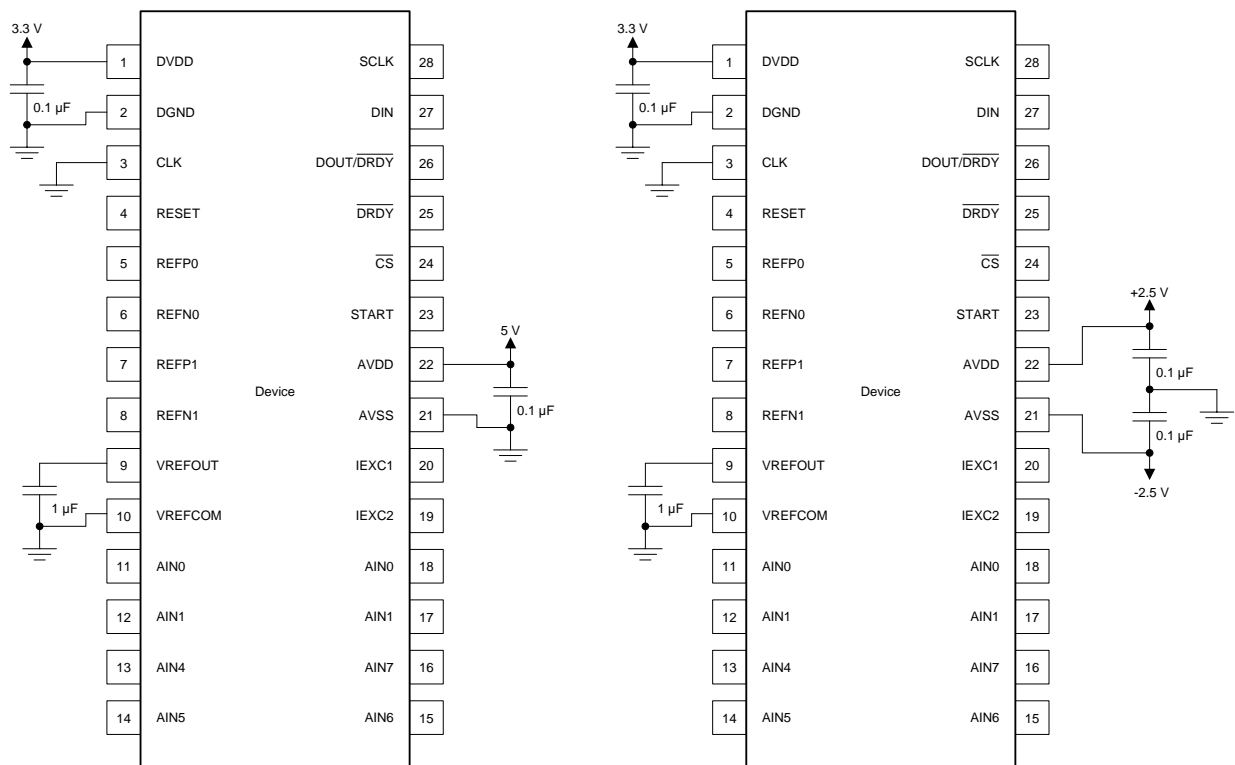 3.3 V
1 DVDD SCLK 28
0.1 µF
2 DGND DIN 27
3 CLK DOUT/DRDY 26
4 RESET DRDY 25
5 REFP0 CS 24
6 REFN0 START 23
5 V
7 REFP1 AVDD 22
Device
0.1 µF
8 REFN1 AVSS 21
9 VREFOUT IEXC1 20
1 µF
10 VREFCOM IEXC2 19
11 AIN0 AIN0 18
12 AIN1 AIN1 17
13 AIN4 AIN7 16
14 AIN5 AIN6 15
3.3 V
1 DVDD SCLK 28
0.1 µF
2 DGND DIN 27
3 CLK DOUT/DRDY 26
4 RESET DRDY 25
5 REFP0 CS 24
+2.5 V
6 REFN0 START 23
7 REFP1 AVDD 22
0.1 µF
Device
8 REFN1 AVSS 21
0.1 µF
9 VREFOUT IEXC1 20
-2.5 V
1 µF
10 VREFCOM IEXC2 19
11 AIN0 AIN0 18
12 AIN1 AIN1 17
13 AIN4 AIN7 16
14 AIN5 AIN6 15